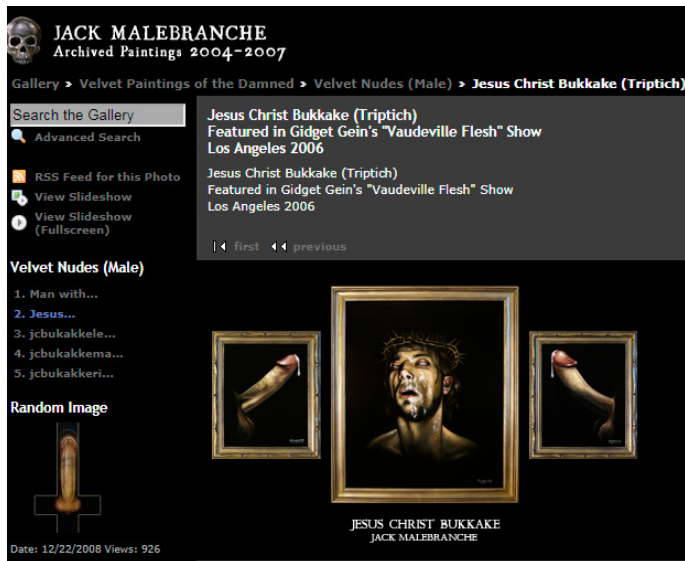 JACK MALEBRANCHE
Archived Paintings 2004-2007
Gallery > Velvet Paintings of the Damned > Velvet Nudes (Male) > Jesus Christ Bukkake (Triptich)
Search the Gallery
Advanced Search
RSS Feed for this Photo
View Slideshow
View Slideshow
(Fullscreen)
Velvet Nudes (Male)
1. Man with...
2. Jesus...
3. jcbukakkele...
4. jcbukakkema...
5. jcbukakkeri...
Random Image
Date: 12/22/2008 Views: 926
Jesus Christ Bukkake (Triptich)
Featured in Gidget Gein's "Vaudeville Flesh" Show
Los Angeles 2006
Jesus Christ Bukkake (Triptich)
Featured in Gidget Gein's "Vaudeville Flesh" Show
Los Angeles 2006
first previous
JESUS CHRIST BUKKAKE
JACK MALEBRANCHE